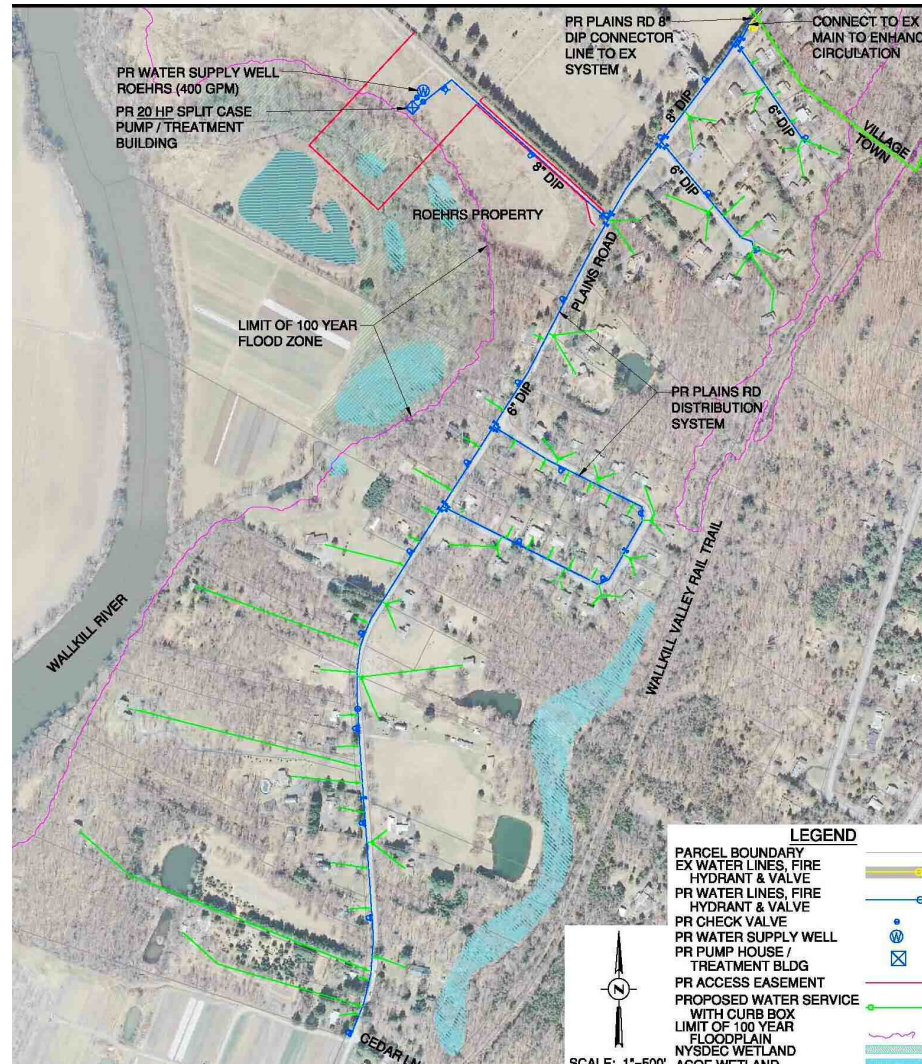 PR PLAINS RD 8"
DIP CONNECTOR
LINE TO EX
SYSTEM
CONNECT TO EX
MAIN TO ENHANC
CIRCULATION
PR WATER SUPPLY WELL
ROEHRS (400 GPM)
PR 20 HP SPLIT CASE
PUMP / TREATMENT
BUILDING
8" DIP
6" DIP
VILLAGE
TOWN
8" DIP
6" DIP
ROEHRS PROPERTY
PLAINS ROAD
LIMIT OF 100 YEAR
FLOOD ZONE
6" DIP
PR PLAINS RD
DISTRIBUTION
SYSTEM
WALLKILL RIVER
WALLKILL VALLEY RAIL TRAIL
CEDAR LN
LEGEND
PARCEL BOUNDARY
EX WATER LINES, FIRE
HYDRANT & VALVE
PR WATER LINES, FIRE
HYDRANT & VALVE
PR CHECK VALVE
PR WATER SUPPLY WELL
W
PR PUMP HOUSE /
TREATMENT BLDG
PR ACCESS EASEMENT
PROPOSED WATER SERVICE
WITH CURB BOX
LIMIT OF 100 YEAR
FLOODPLAIN
NYSDEC WETLAND
ACOE WETLAND
N
SCALE: 1"=500'